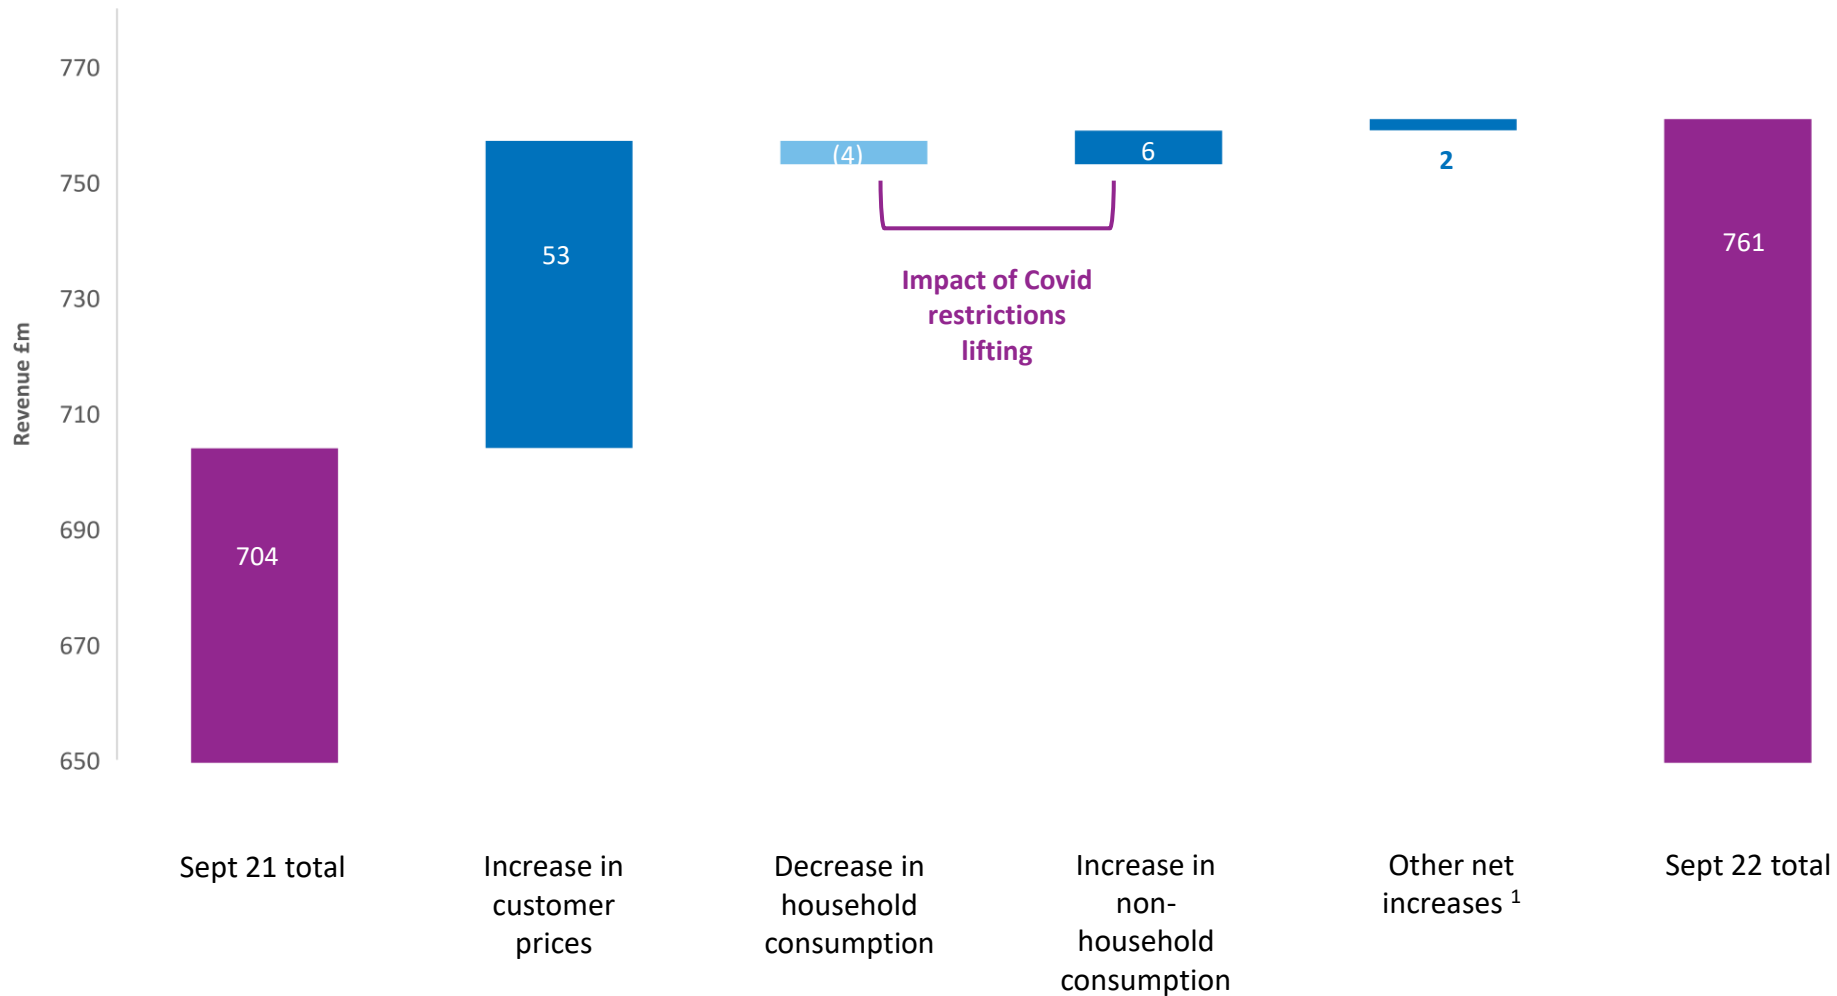 770
750
730
710
690
670
650
Revenue £m
704
53
(4)
6
2
761
Impact of Covid
restrictions
lifting
Sept 21 total
Increase in
customer
prices
Decrease in
household
consumption
Increase in
non-
household
consumption
Other net
increases ¹
Sept 22 total